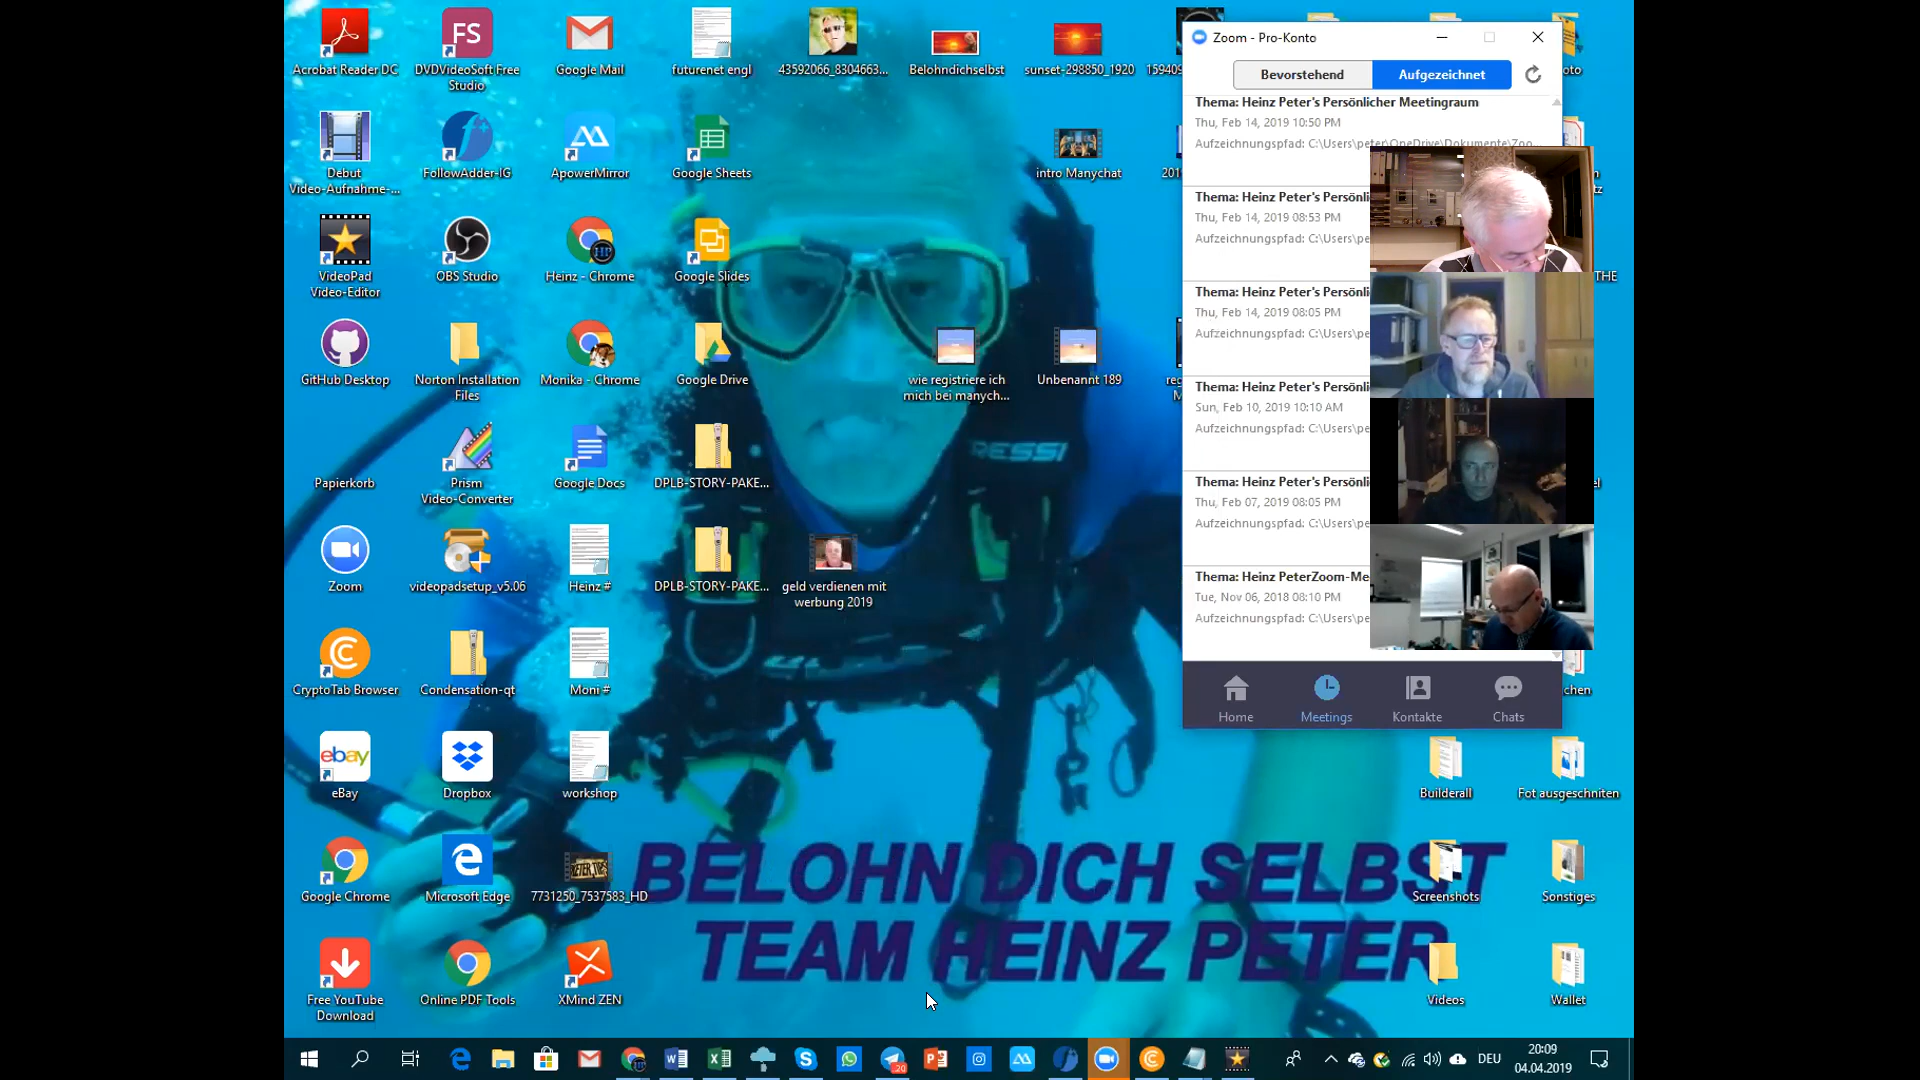 Acrobat Reader DC
DVDVideoSoft Free
Studio
Google Mail
futurenet engl
43592066_8304663...
Belohndichselbst
sunset-298850_1920
Debut
Video-Aufnahme-...
FollowAdder-IG
ApowerMirror
Google Sheets
intro Manychat
VideoPad
Video-Editor
OBS Studio
Heinz - Chrome
Google Slides
GitHub Desktop
Norton Installation
Files
Monika - Chrome
Google Drive
wie registriere ich
mich bei manych...
Unbenannt 189
Papierkorb
Prism
Video-Converter
Google Docs
DPLB-STORY-PAKE...
Zoom
videopadsetup_v5.06
Heinz #
DPLB-STORY-PAKE...
geld verdienen mit
werbung 2019
CryptoTab Browser
Condensation-qt
Moni #
eBay
Dropbox
workshop
Builderall
Fot ausgeschniten
Google Chrome
Microsoft Edge
7731250_7537583_HD
Screenshots
Sonstiges
Free YouTube
Download
Online PDF Tools
XMind ZEN
Videos
Wallet
BELOHN DICH SELBST
TEAM HEINZ PETER
RESSI
Zoom - Pro-Konto
Bevorstehend
Aufgezeichnet
Thema: Heinz Peter's Persönlicher Meetingraum
Thu, Feb 14, 2019 10:50 PM
Aufzeichnungspfad: C:\Users\peter\OneDrive\Dokumente\Zoo...
Thema: Heinz Peter's Persönli
Thu, Feb 14, 2019 08:53 PM
Aufzeichnungspfad: C:\Users\pe
Thema: Heinz Peter's Persönli
Thu, Feb 14, 2019 08:05 PM
Aufzeichnungspfad: C:\Users\pe
Thema: Heinz Peter's Persönli
Sun, Feb 10, 2019 10:10 AM
Aufzeichnungspfad: C:\Users\pe
Thema: Heinz Peter's Persönli
Thu, Feb 07, 2019 08:05 PM
Aufzeichnungspfad: C:\Users\pe
Thema: Heinz PeterZoom-Me
Tue, Nov 06, 2018 08:10 PM
Aufzeichnungspfad: C:\Users\pe
Home
Meetings
Kontakte
Chats
THE
DEU
20:09
04.04.2019